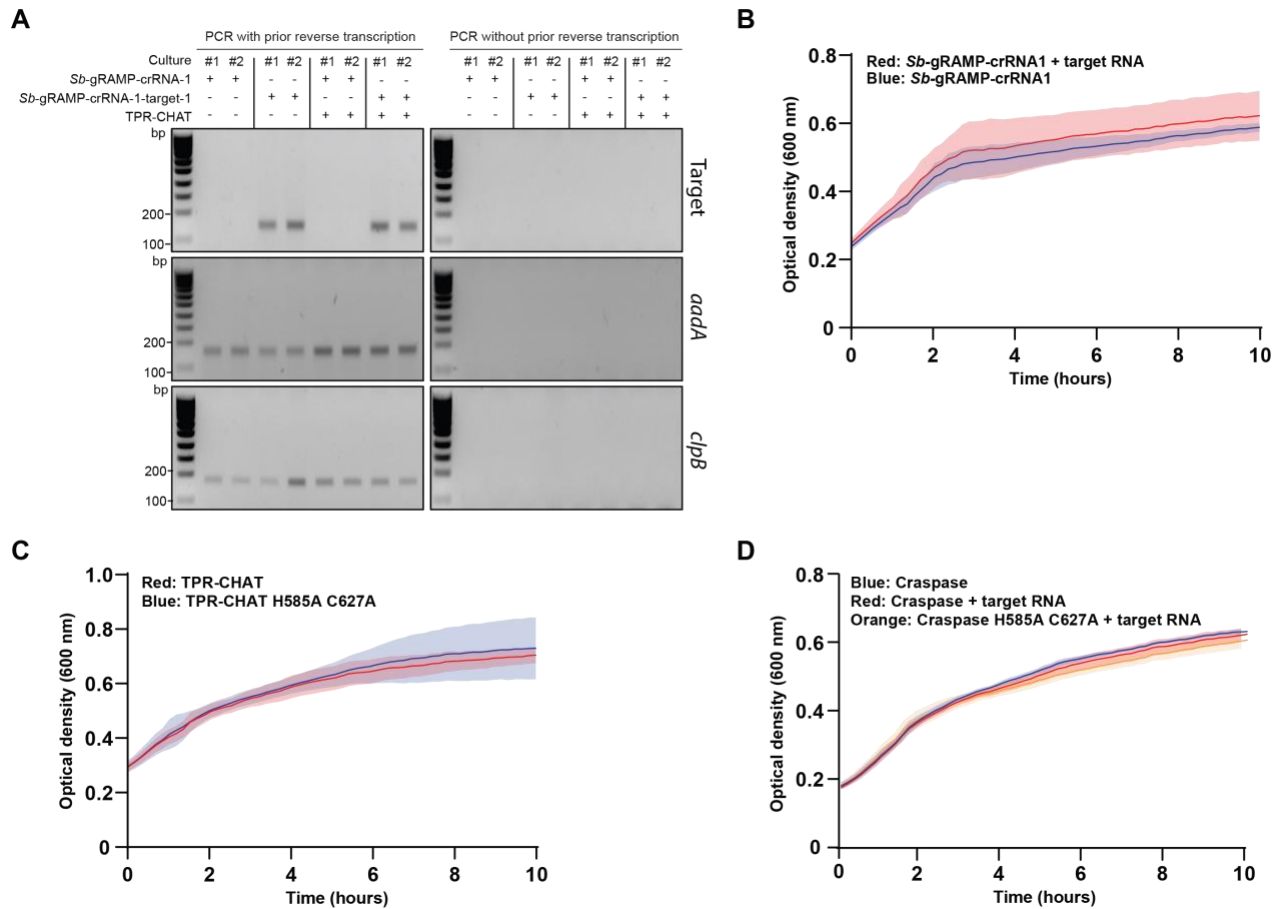 A
PCR with prior reverse transcription PCR without prior reverse transcription
Culture #1 #2 #1 #2 #1 #2 #1 #2 #1 #2 #1 #2 #1 #2 #1 #2
Sb-gRAMP-crRNA-1 + + - - + + - - + + - - + + - -
Sb-gRAMP-crRNA-1-target-1 - - + + - - + + - - + + - - + +
TPR-CHAT - - - - + + + + - - - - + + + +
bp
200
100
Target
bp
200
100
aadA
bp
200
100
clpB
B
Red: Sb-gRAMP-crRNA1 + target RNA
Blue: Sb-gRAMP-crRNA1
Optical density (600 nm)
0.8
0.6
0.4
0.2
0
0 2 4 6 8 10
Time (hours)
C
Red: TPR-CHAT
Blue: TPR-CHAT H585A C627A
Optical density (600 nm)
1.0
0.8
0.6
0.4
0.2
0
0 2 4 6 8 10
Time (hours)
D
Blue: Craspase
Red: Craspase + target RNA
Orange: Craspase H585A C627A + target RNA
Optical density (600 nm)
0.8
0.6
0.4
0.2
0
0 2 4 6 8 10
Time (hours)